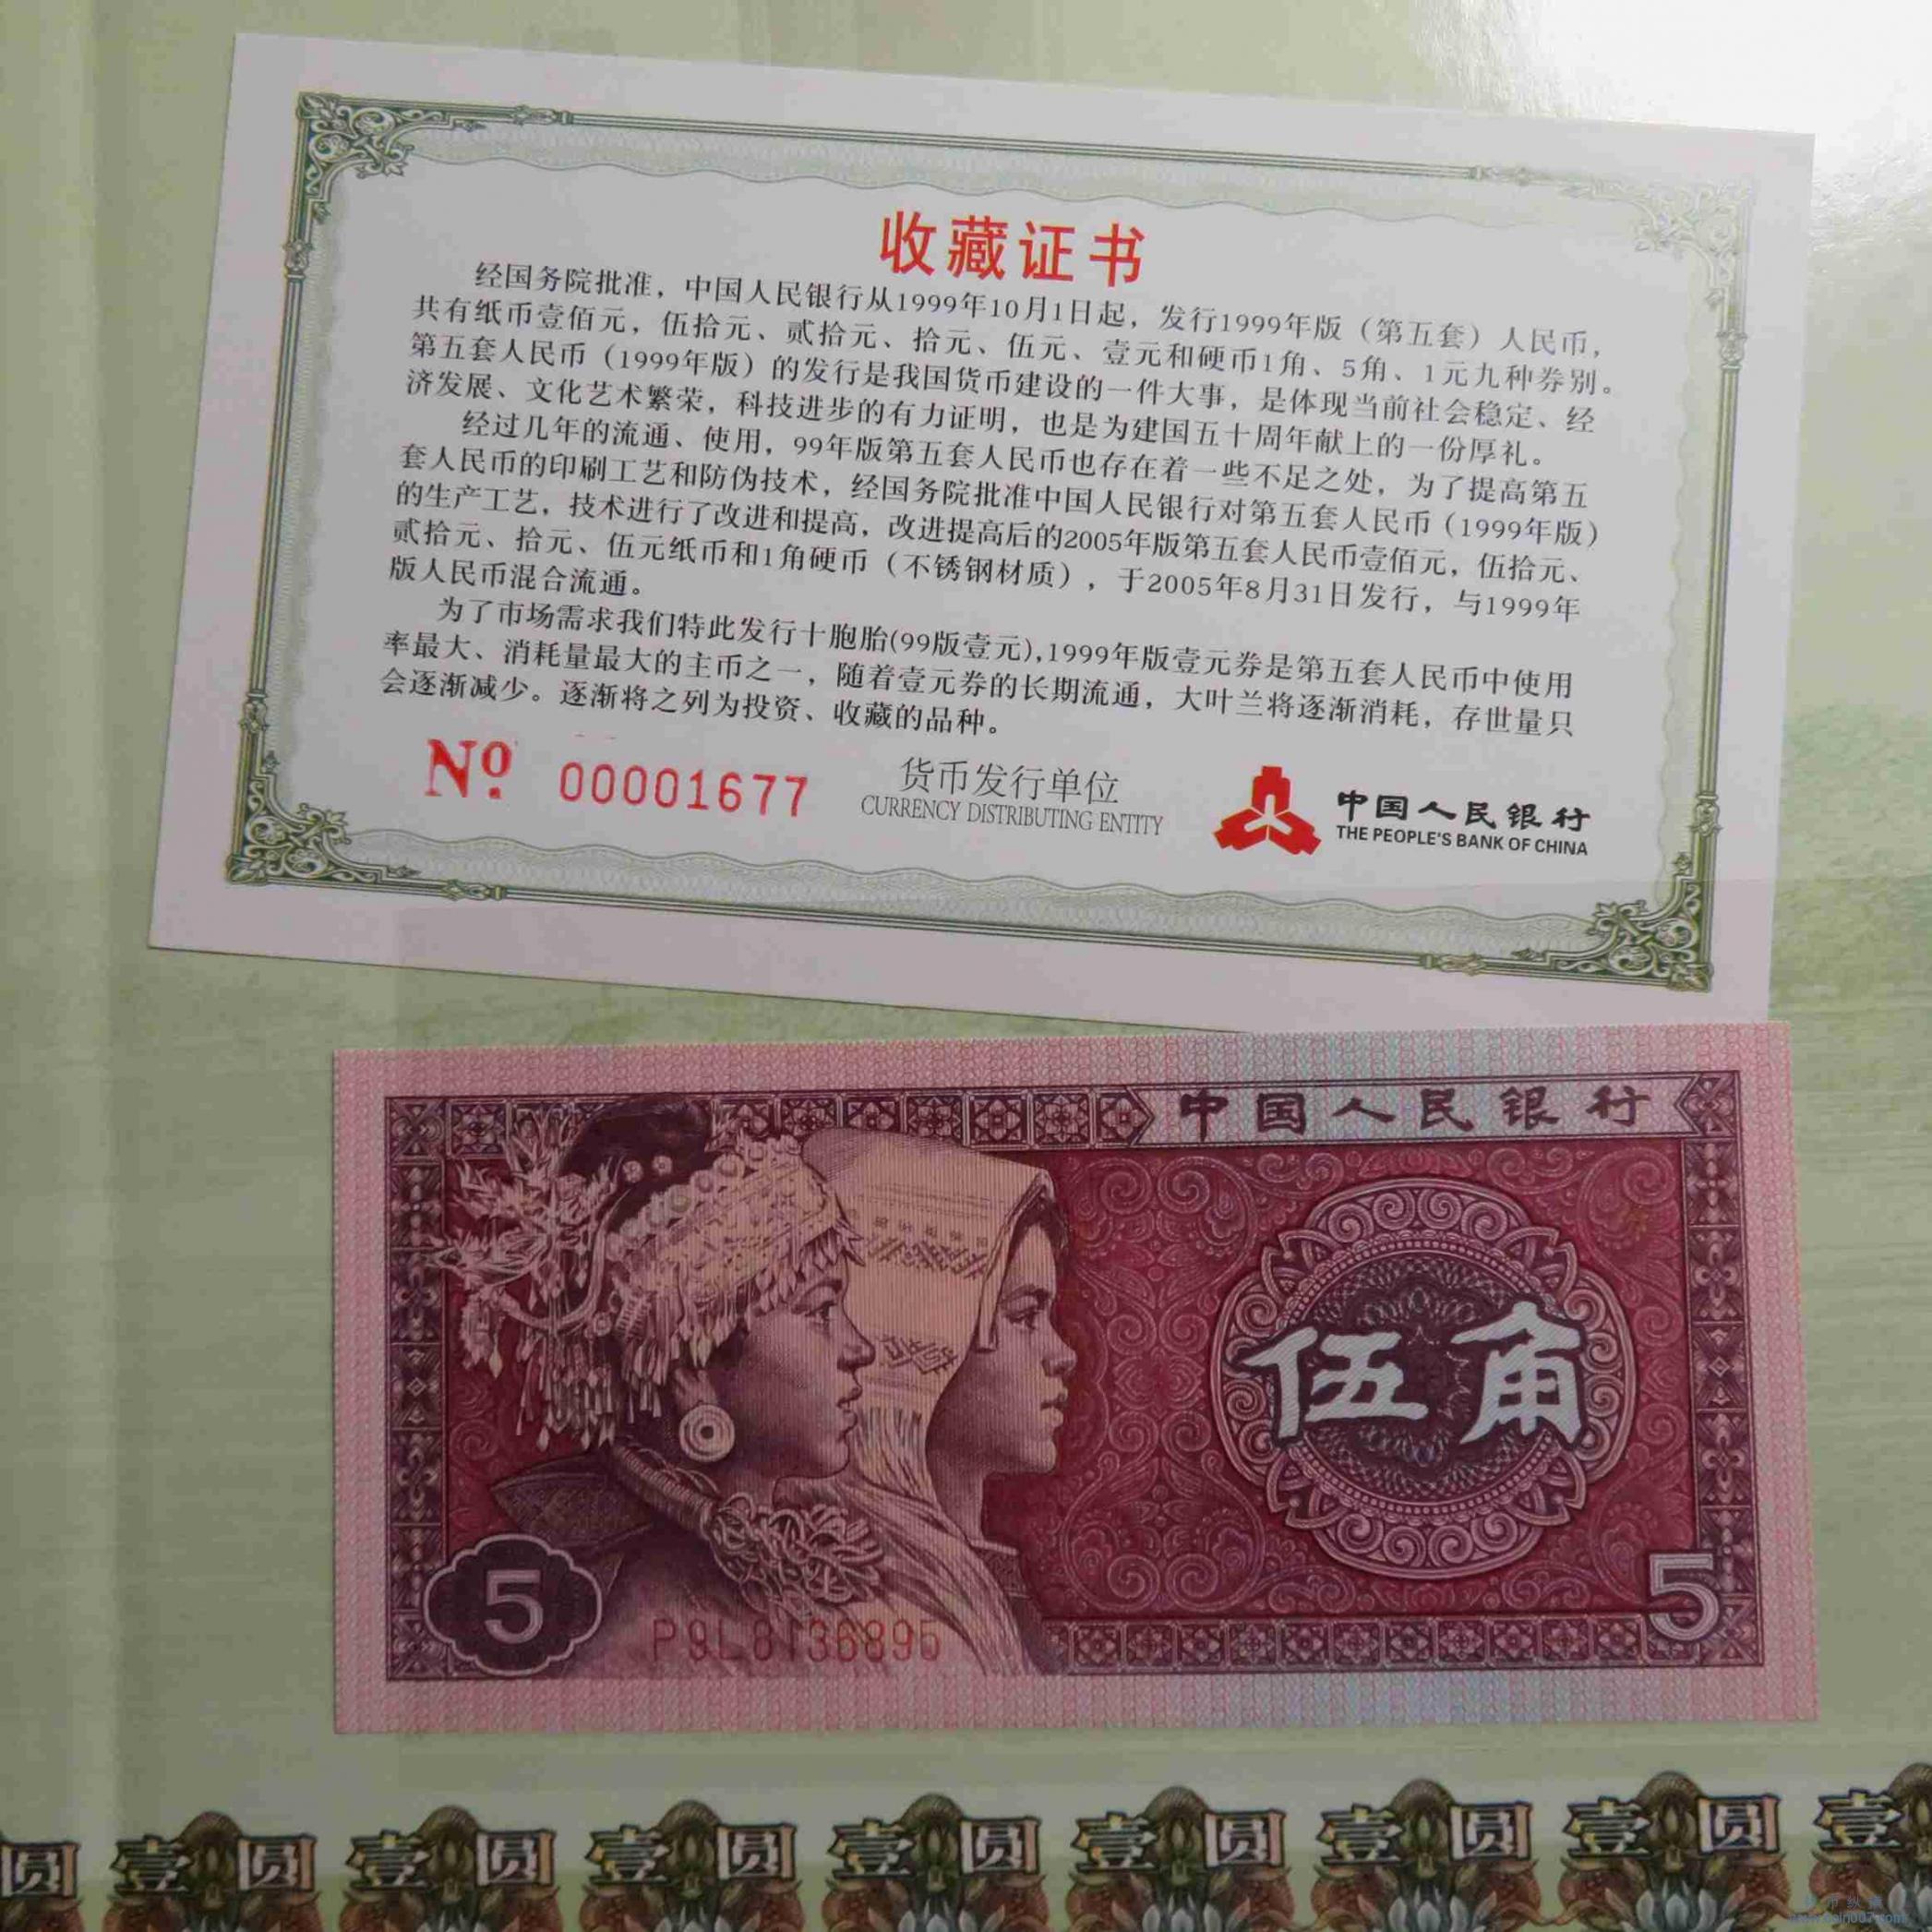 收藏证书
经国务院批准，中国人民银行从1999年10月1日起，发行1999年版（第五套）人民币，
共有纸币壹佰元，伍拾元、贰拾元、拾元、伍元、壹元和硬币1角、5角、1元九种券别。
第五套人民币（1999年版）的发行是我国货币建设的一件大事，是体现当前社会稳定、经
济发展、文化艺术繁荣，科技进步的有力证明，也是为建国五十周年献上的一份厚礼。
经过几年的流通、使用，99年版第五套人民币也存在着一些不足之处，为了提高第五
套人民币的印刷工艺和防伪技术，经国务院批准中国人民银行对第五套人民币（1999年版）
的生产工艺，技术进行了改进和提高，改进提高后的2005年版第五套人民币壹佰元，伍拾元、
贰拾元、拾元、伍元纸币和1角硬币（不锈钢材质），于2005年8月31日发行，与1999年
版人民币混合流通。
为了市场需求我们特此发行十胞胎(99版壹元),1999年版壹元券是第五套人民币中使用
率最大、消耗量最大的主币之一，随着壹元券的长期流通，大叶兰将逐渐消耗，存世量只
会逐渐减少。逐渐将之列为投资、收藏的品种。
Nº. 00001677
货币发行单位
CURRENCY DISTRIBUTING ENTITY
中国人民银行
THE PEOPLE'S BANK OF CHINA
中国人民银行
伍角
5
P9L8136895
5
圆 壹圆 壹圆 壹圆 壹圆 壹圆 壹圆 壹圆 壹